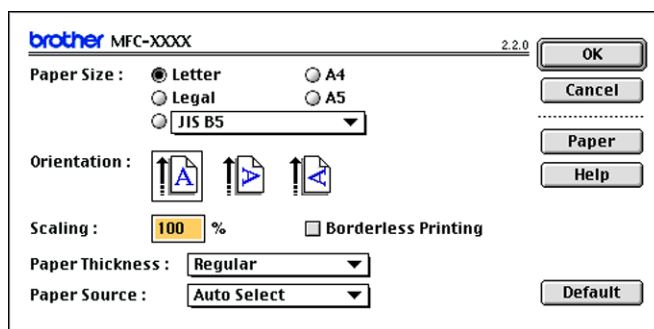 brother MFC-XXXX 2.2.0
OK
Paper Size : Letter A4
Cancel
Legal A5
JIS B5
Paper
Orientation : A A A
Help
Scaling : 100 % Borderless Printing
Paper Thickness : Regular
Paper Source : Auto Select
Default